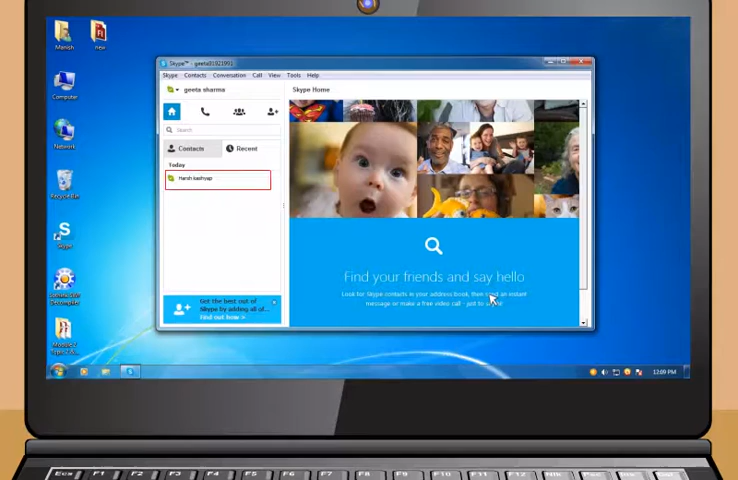 Manish
new
Computer
Network
Recycle Bin
Skype
Skype™ - geeta01921991
Skype Contacts Conversation Call View Tools Help
geeta sharma
Skype Home
Search
Contacts
Recent
Today
Harsh kashyap
Got the best out of
Skype by adding all of...
Find out how >
Find your friends and say hello
Look for Skype contacts in your address book, then send an instant
message or make a free video call - just to
12:09 PM
Esc F1 F2 F3 F4 F5 F6 F7 F8 F9 F10 F11 F12